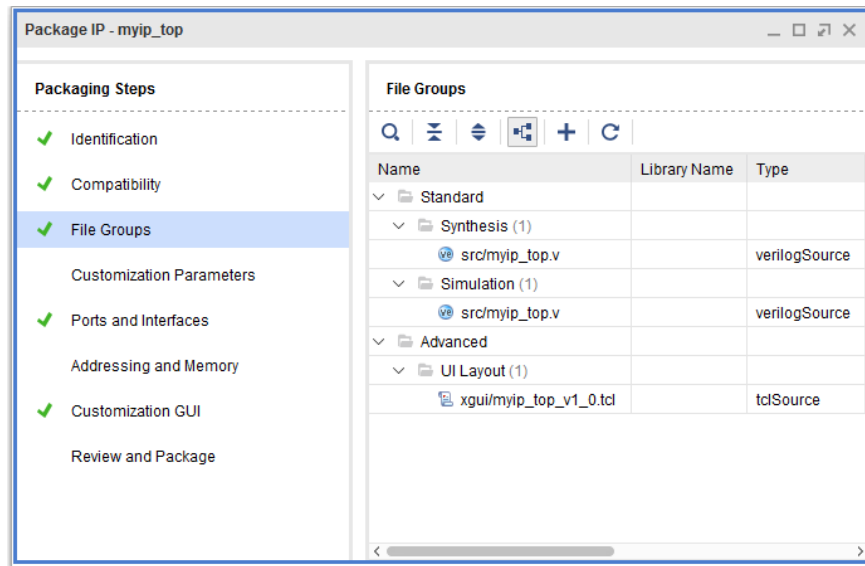 Package IP - myip_top
Packaging Steps
Identification
Compatibility
File Groups
Customization Parameters
Ports and Interfaces
Addressing and Memory
Customization GUI
Review and Package
File Groups
Name Library Name Type
Standard
Synthesis (1)
src/myip_top.v verilogSource
Simulation (1)
src/myip_top.v verilogSource
Advanced
UI Layout (1)
xgui/myip_top_v1_0.tcl tclSource